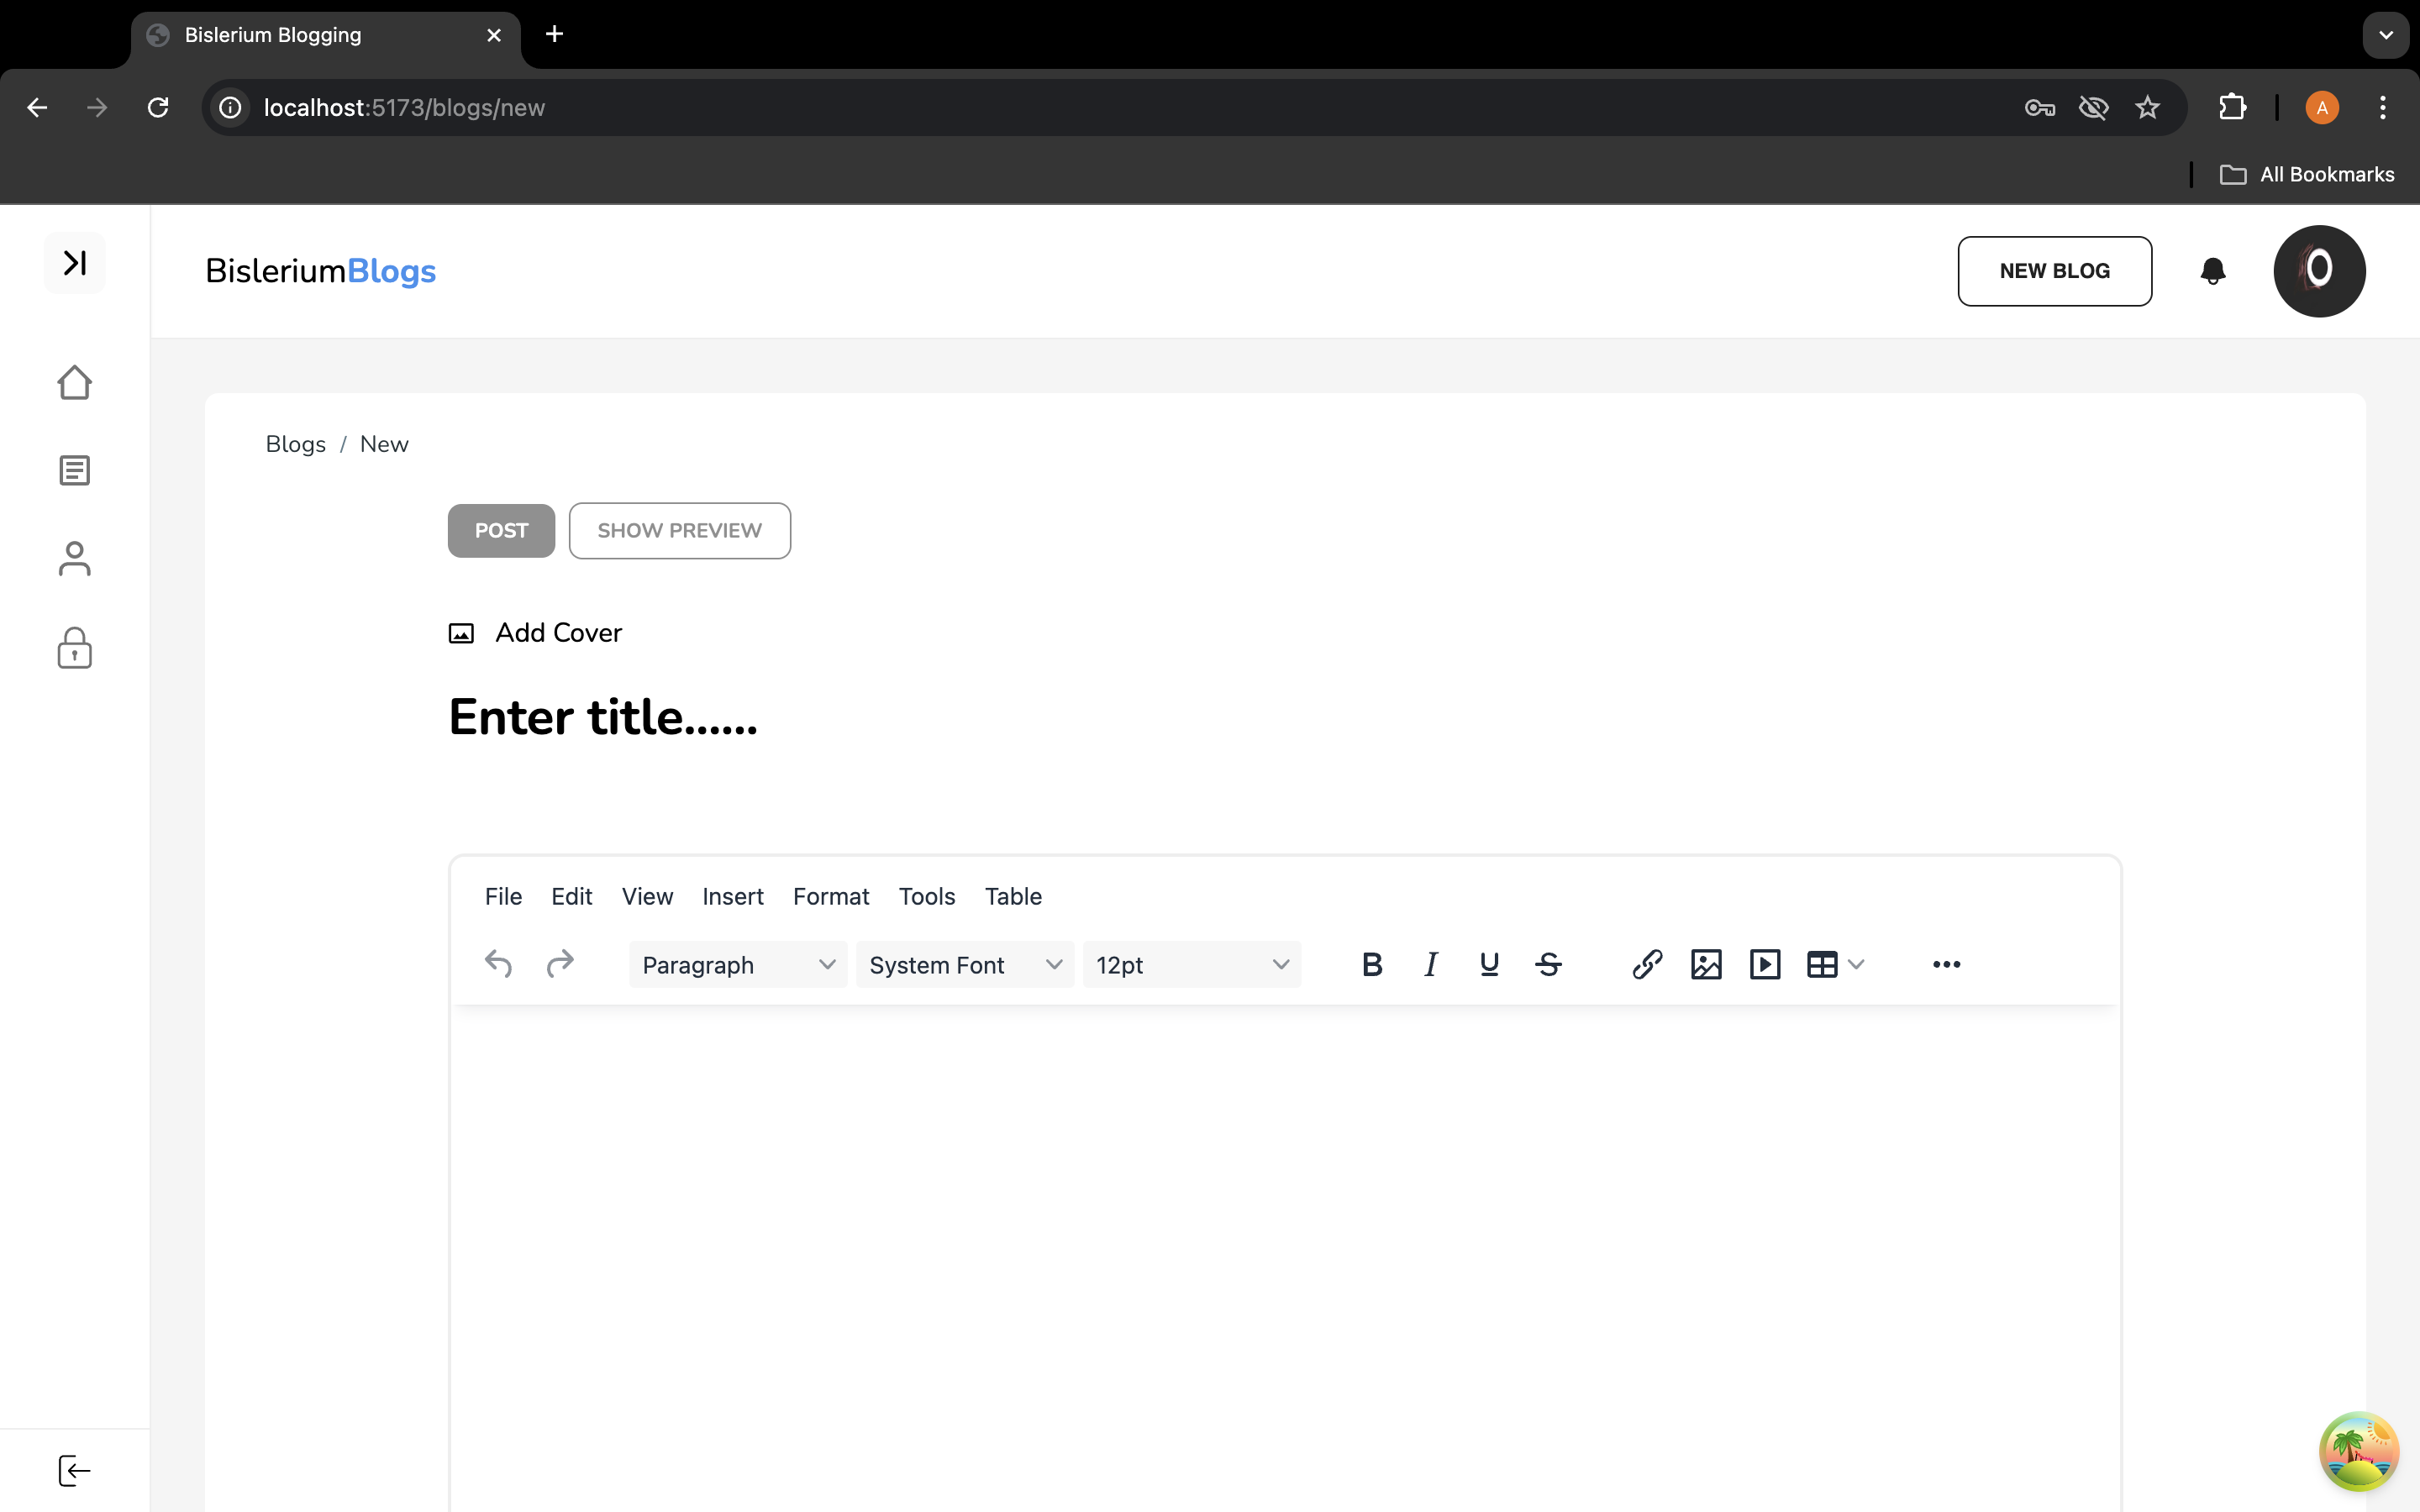 Bislerium Blogging
localhost:5173/blogs/new
A
All Bookmarks
BisleriumBlogs
NEW BLOG
Blogs / New
POST
SHOW PREVIEW
Add Cover
Enter title......
File Edit View Insert Format Tools Table
Paragraph System Font 12pt B I U S